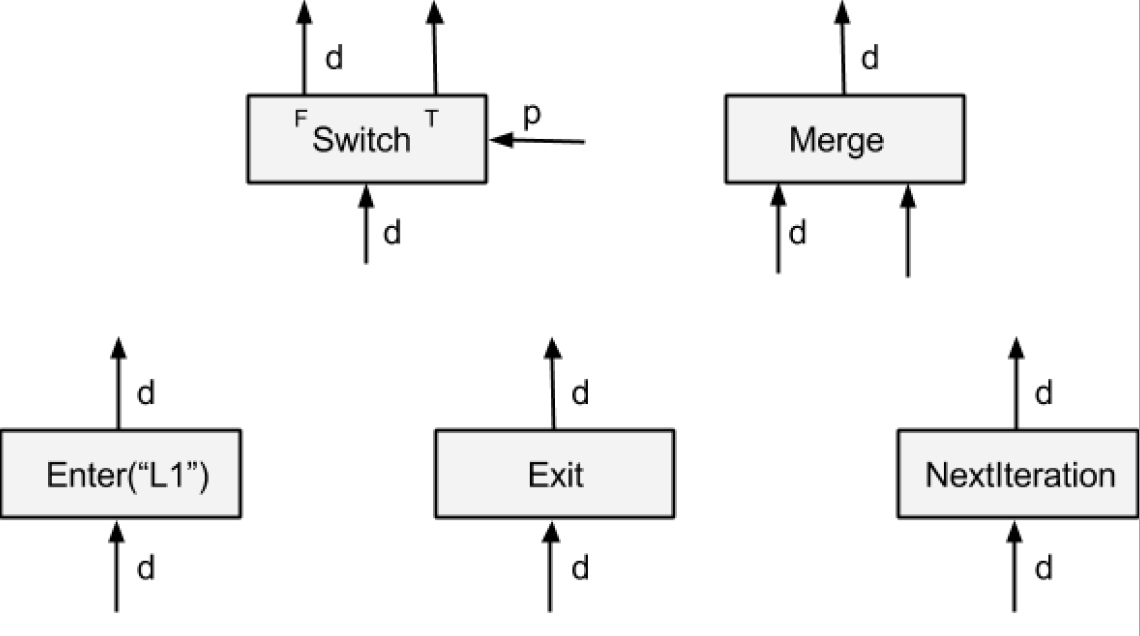 d
F
T
Switch
p
d
d
Merge
d
d
Enter(“L1”)
d
d
Exit
d
d
NextIteration
d